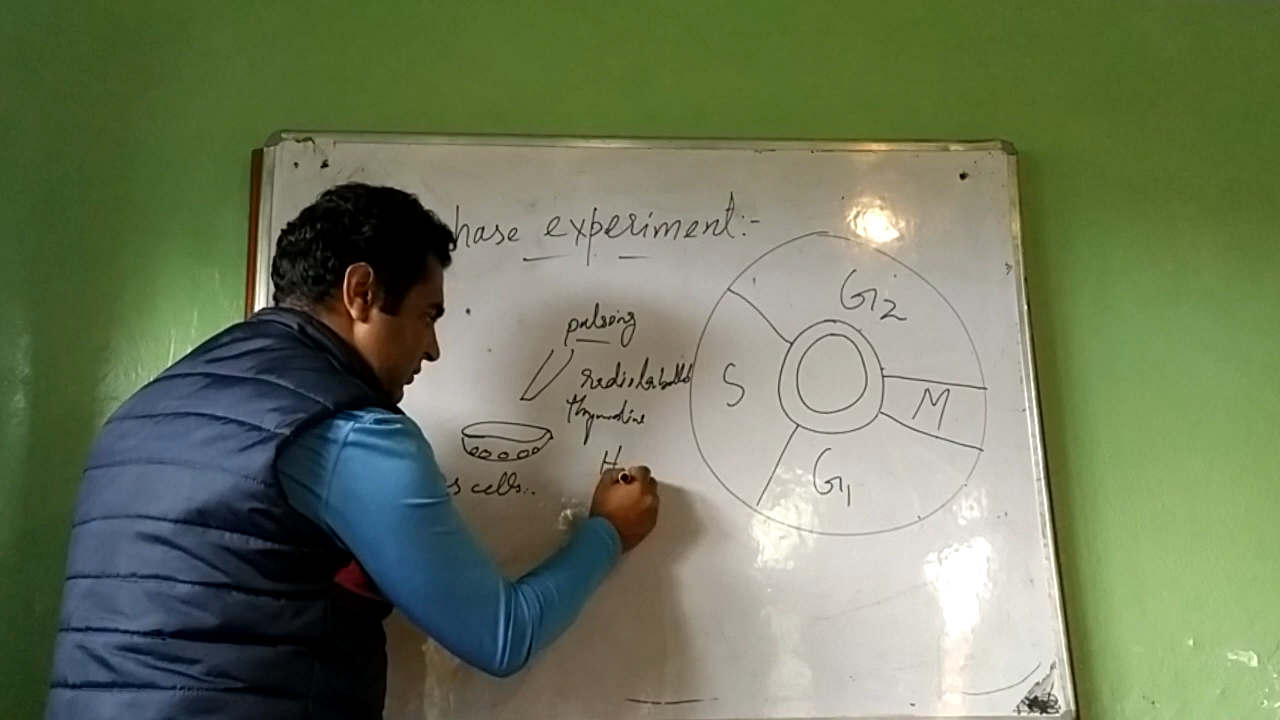 hase experiment:-
pulsing
radiolabelled
thymidine
H
s cells..
G2
S
M
G1